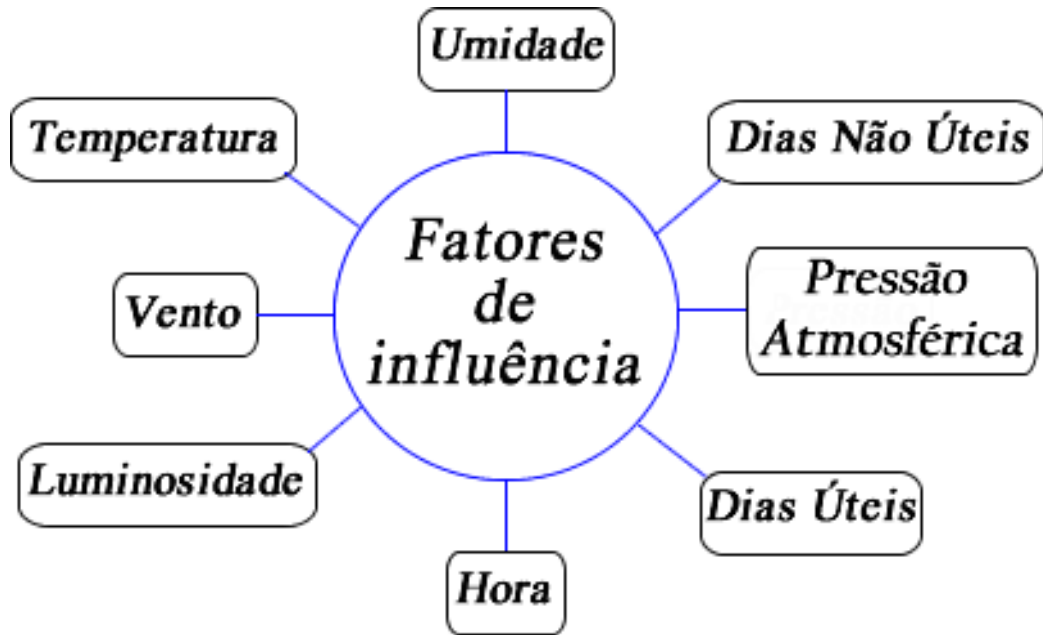 Umidade
Temperatura
Dias Não Úteis
Fatores
de
influência
Pressão
Atmosférica
Vento
Luminosidade
Dias Úteis
Hora